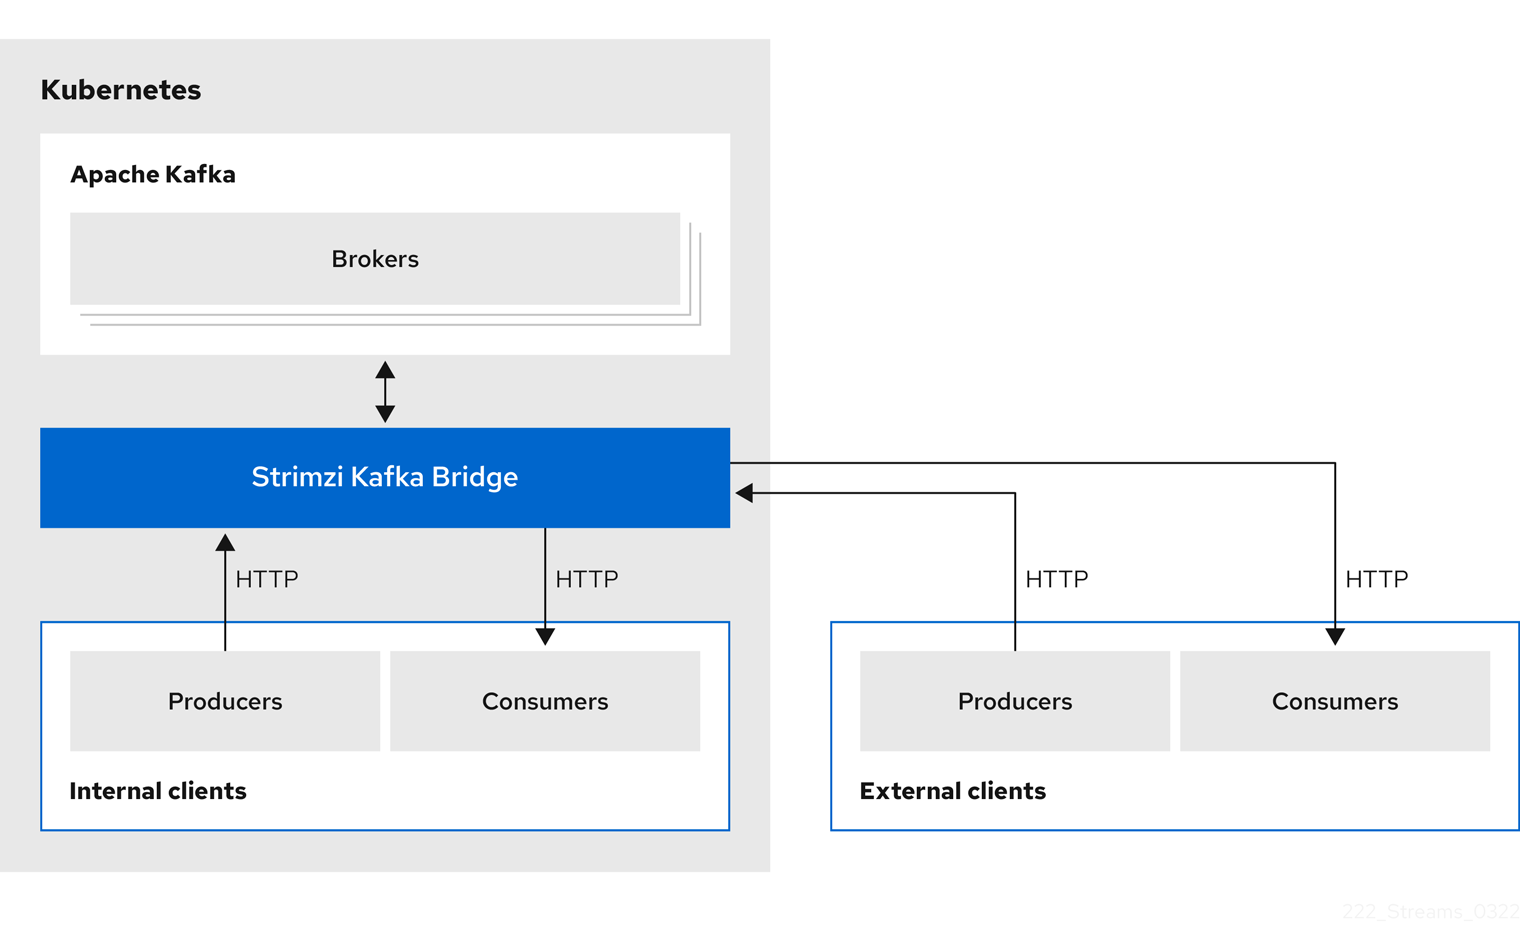 Kubernetes
Apache Kafka
Brokers
Strimzi Kafka Bridge
HTTP
HTTP
HTTP
HTTP
Producers
Consumers
Producers
Consumers
Internal clients
External clients
222_Streams_0322